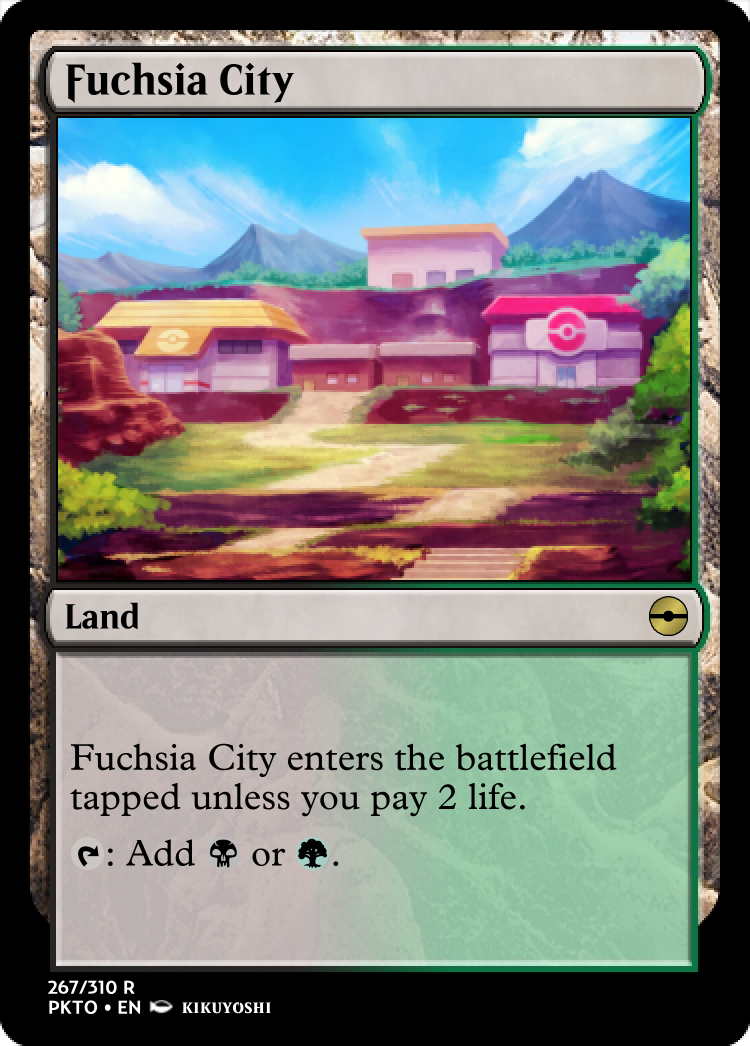 Fuchsia City
Land
Fuchsia City enters the battlefield
tapped unless you pay 2 life.
: Add or .
267/310 R
PKTO • EN KIKUYOSHI